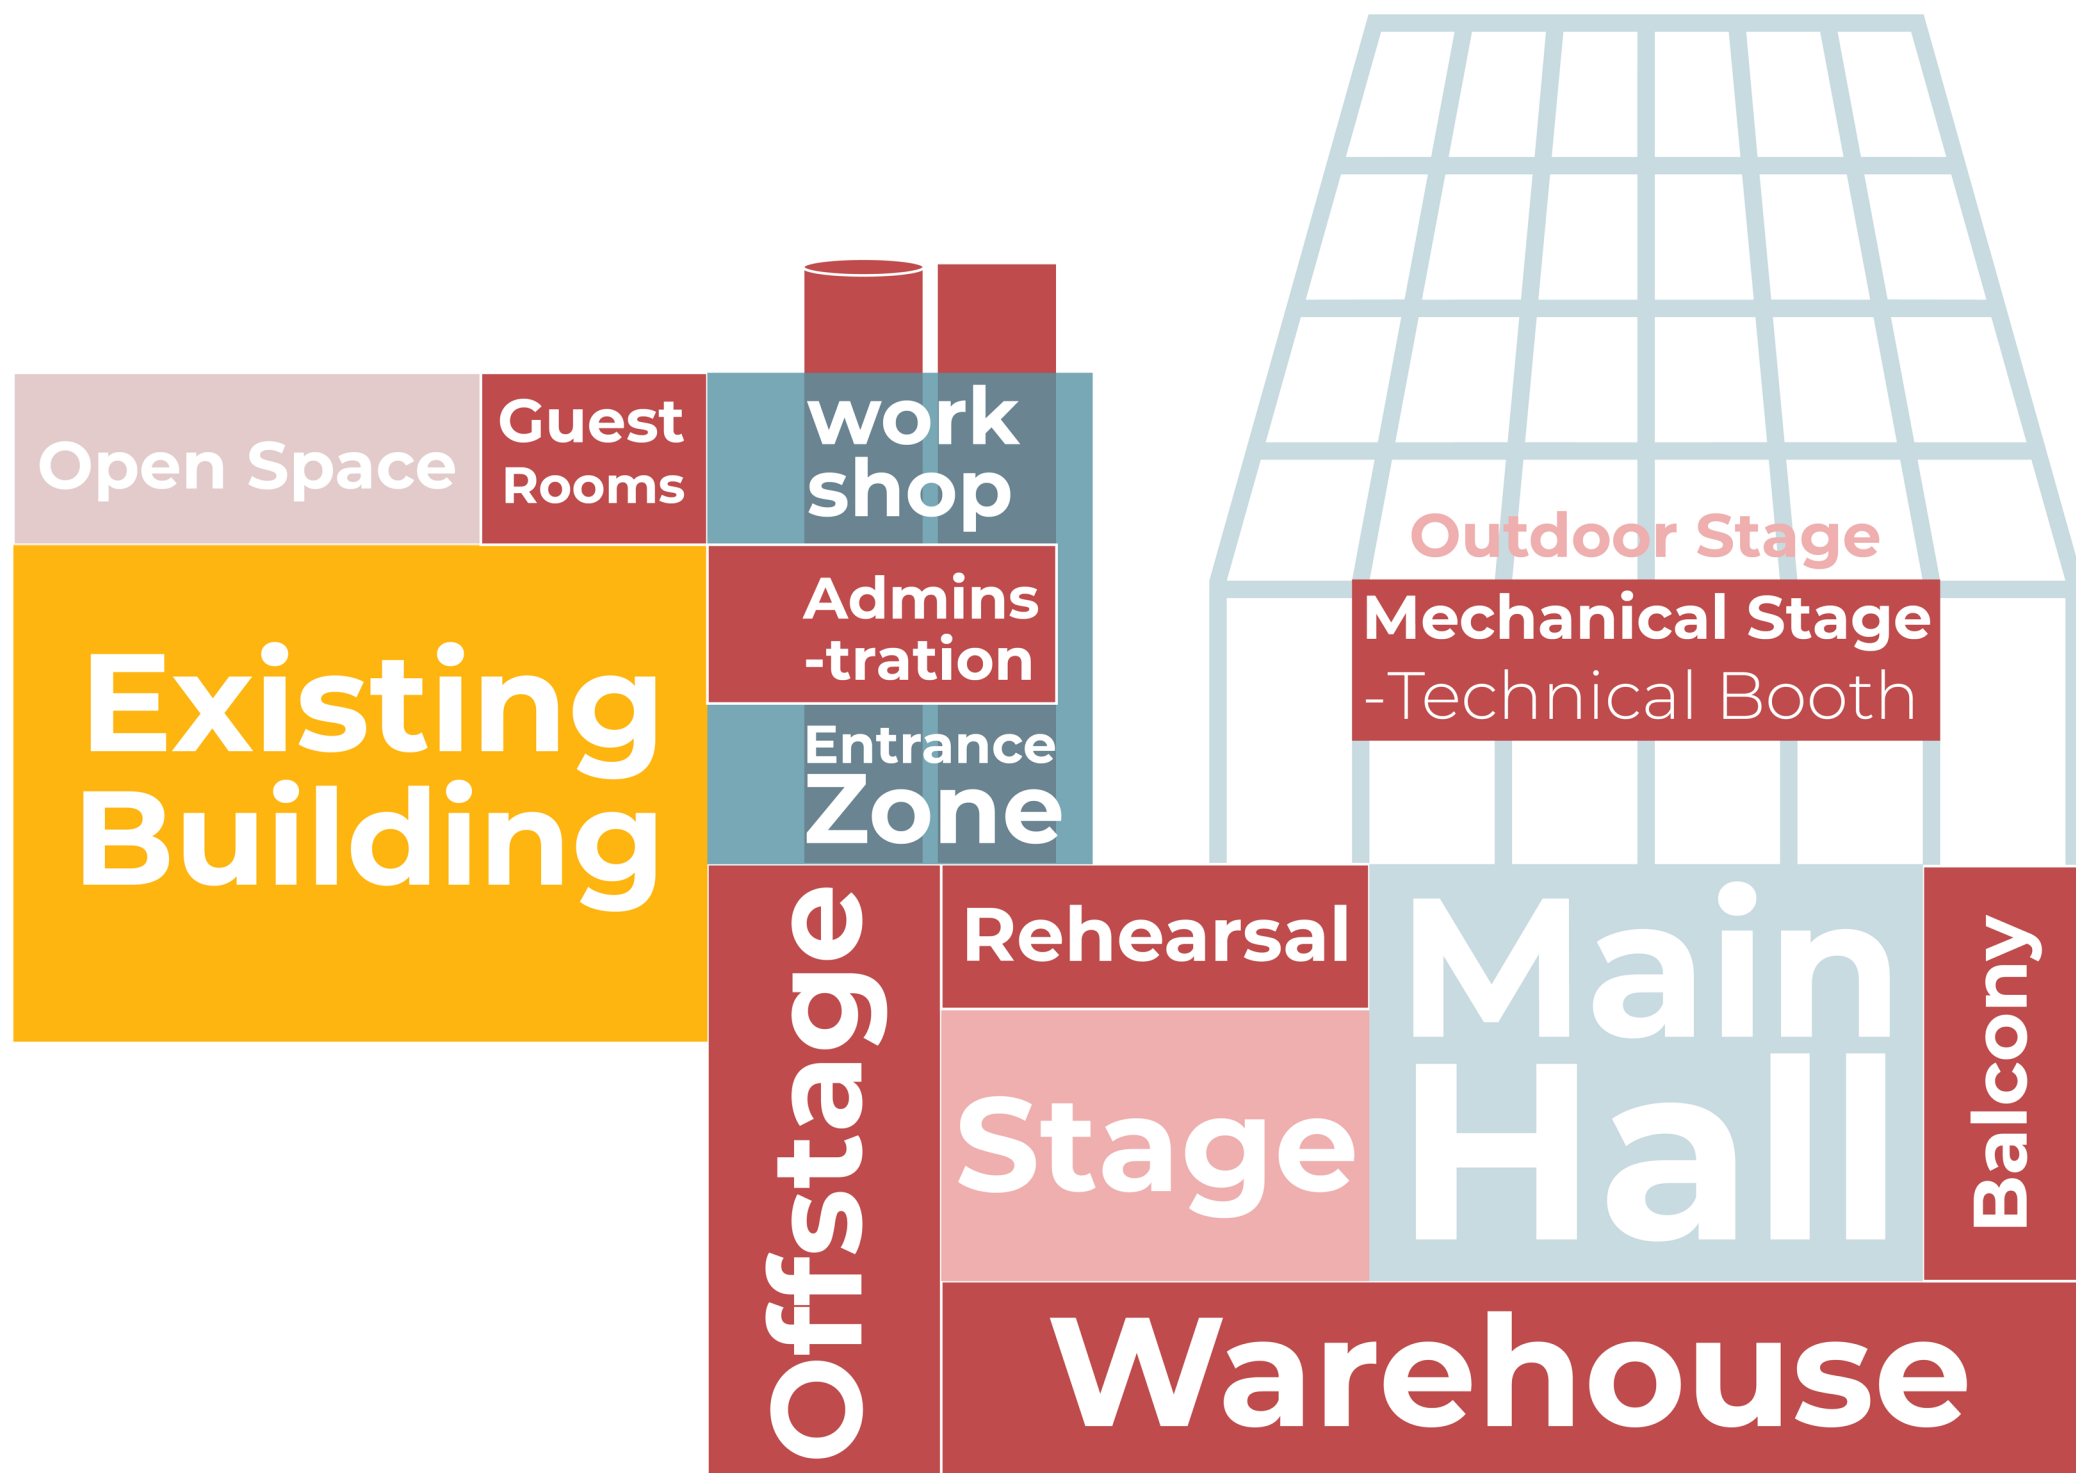 Open Space
Guest
Rooms
work
shop
Outdoor Stage
Mechanical Stage
-Technical Booth
Admins
-tration
Existing
Building
Entrance
Zone
Offstage
Rehearsal
Stage
Main
Hall
Balcony
Warehouse